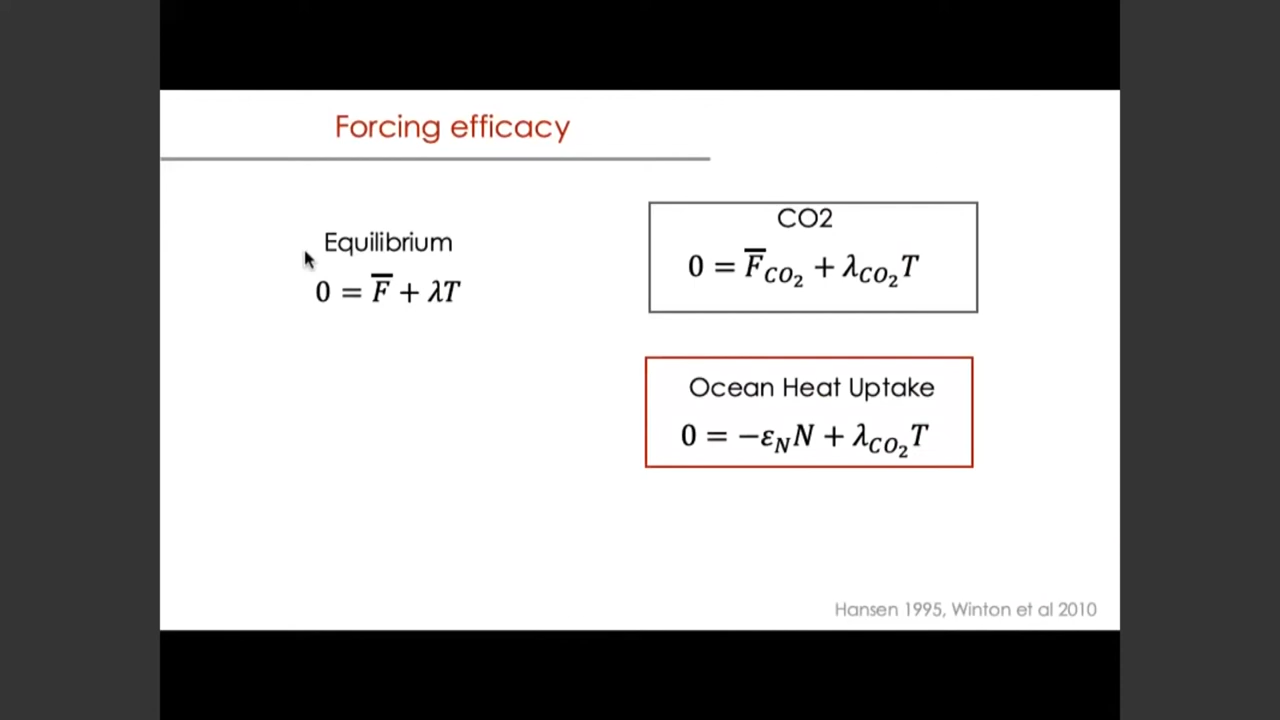 Forcing efficacy
Equilibrium
0 = F̅ + λT
CO2
0 = F̅_CO₂ + λ_CO₂T
Ocean Heat Uptake
0 = −ε_N N + λ_CO₂T
Hansen 1995, Winton et al 2010